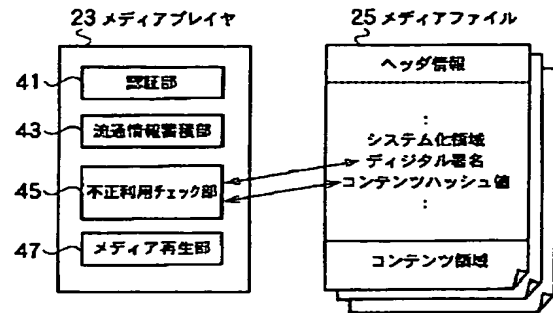 23 メディアプレイヤ
41 認証部
43 流通情報蓄積部
45 不正利用チェック部
47 メディア再生部
25 メディアファイル
ヘッダ情報
:
システム化領域
ディジタル署名
コンテンツハッシュ値
:
コンテンツ領域